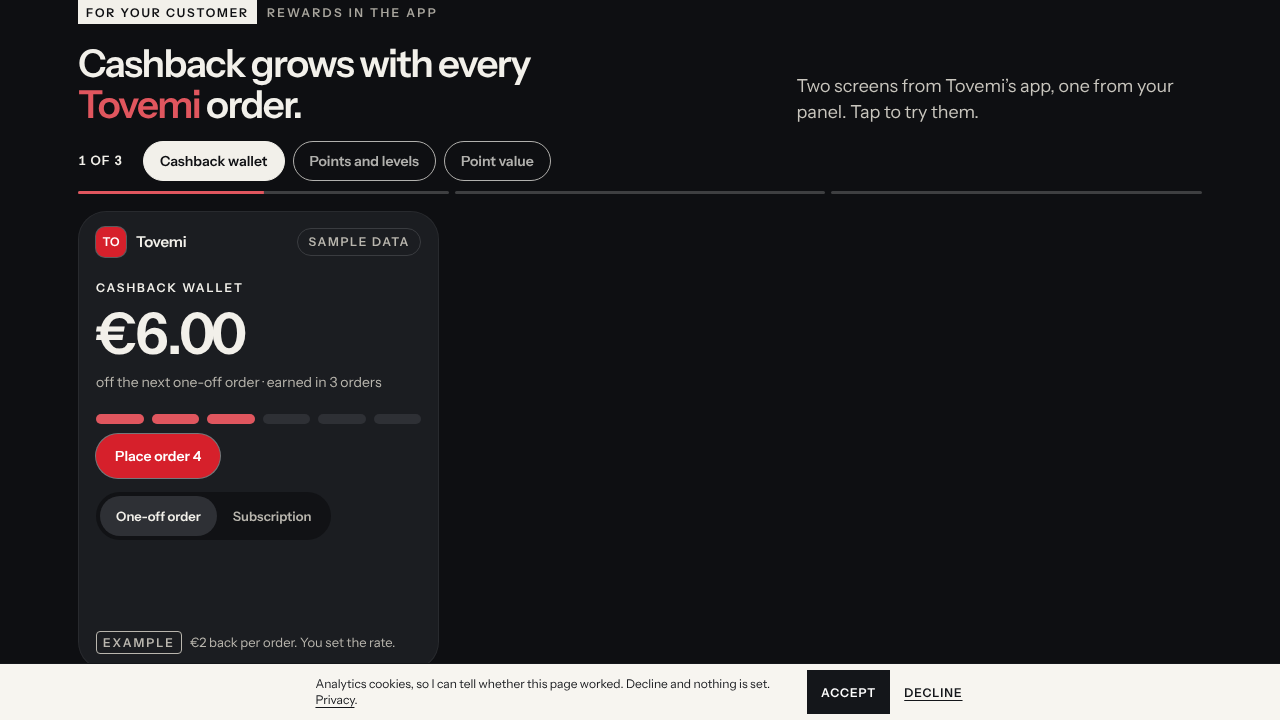 FOR YOUR CUSTOMER REWARDS IN THE APP
Cashback grows with every
Tovemi order.
Two screens from Tovemi’s app, one from your
panel. Tap to try them.
1 OF 3 Cashback wallet Points and levels Point value
TO Tovemi SAMPLE DATA
CASHBACK WALLET
€6.00
off the next one-off order · earned in 3 orders
Place order 4
One-off order Subscription
EXAMPLE €2 back per order. You set the rate.
Analytics cookies, so I can tell whether this page worked. Decline and nothing is set.
Privacy.
ACCEPT DECLINE